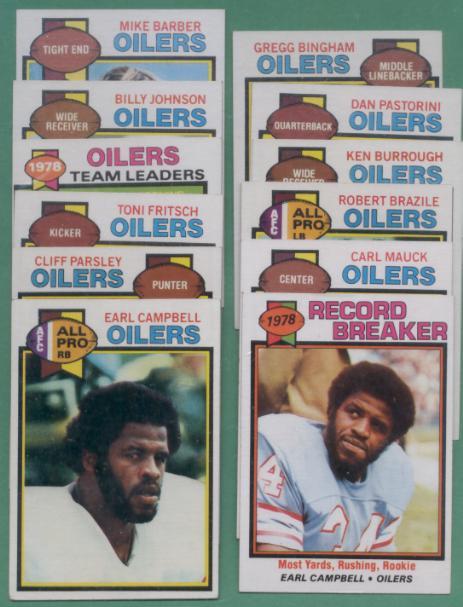 MIKE BARBER
TIGHT END
OILERS
BILLY JOHNSON
WIDE
RECEIVER
OILERS
OILERS
1978
TEAM LEADERS
TONI FRITSCH
KICKER
OILERS
CLIFF PARSLEY
OILERS
PUNTER
EARL CAMPBELL
AFC
ALL
PRO
RB
OILERS
GREGG BINGHAM
OILERS
MIDDLE
LINEBACKER
DAN PASTORINI
QUARTERBACK
OILERS
KEN BURROUGH
WIDE
RECEIVER
OILERS
ROBERT BRAZILE
AFC
ALL
PRO
LB
OILERS
CARL MAUCK
CENTER
OILERS
1978
RECORD
BREAKER
34
Most Yards, Rushing, Rookie
EARL CAMPBELL • OILERS